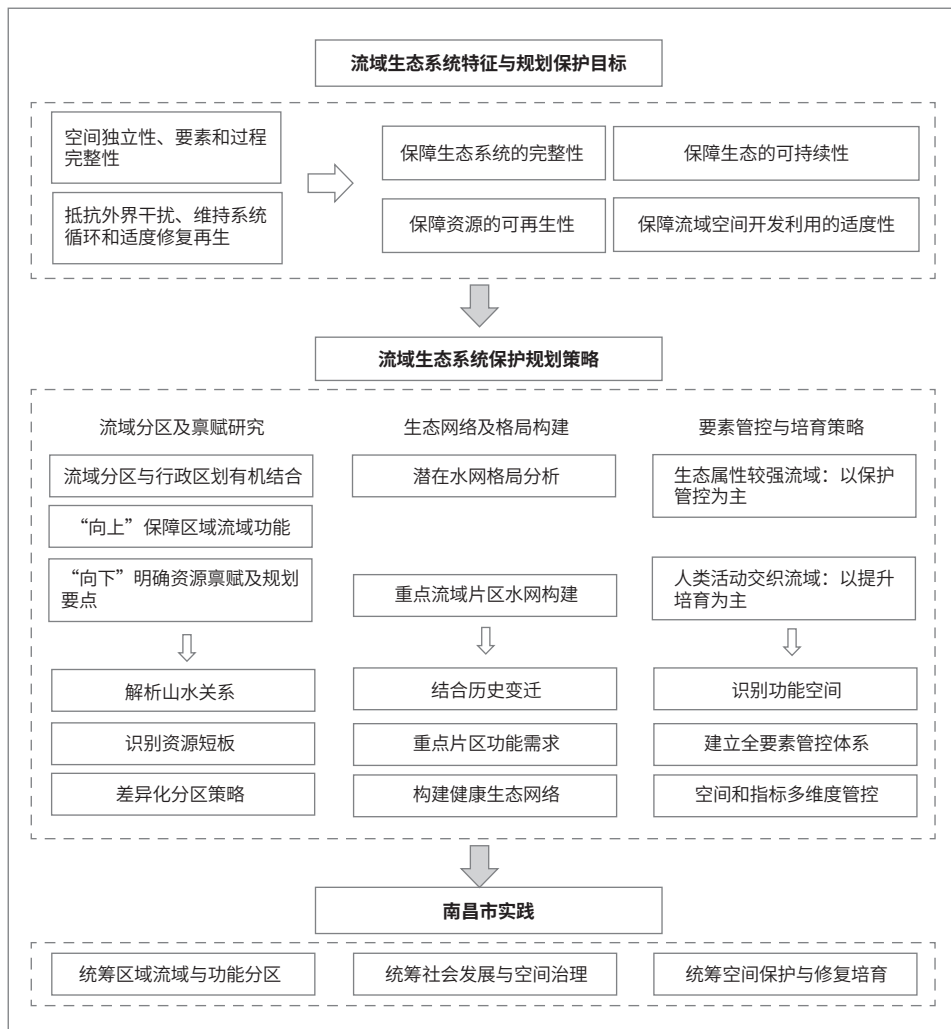 流域生态系统特征与规划保护目标
空间独立性、要素和过程
完整性
抵抗外界干扰、维持系统
循环和适度修复再生
保障生态系统的完整性
保障生态的可持续性
保障资源的可再生性
保障流域空间开发利用的适度性
流域生态系统保护规划策略
流域分区及禀赋研究
流域分区与行政区划有机结合
“向上”保障区域流域功能
“向下”明确资源禀赋及规划
要点
解析山水关系
识别资源短板
差异化分区策略
生态网络及格局构建
潜在水网格局分析
重点流域片区水网构建
结合历史变迁
重点片区功能需求
构建健康生态网络
要素管控与培育策略
生态属性较强流域：以保护
管控为主
人类活动交织流域：以提升
培育为主
识别功能空间
建立全要素管控体系
空间和指标多维度管控
南昌市实践
统筹区域流域与功能分区
统筹社会发展与空间治理
统筹空间保护与修复培育